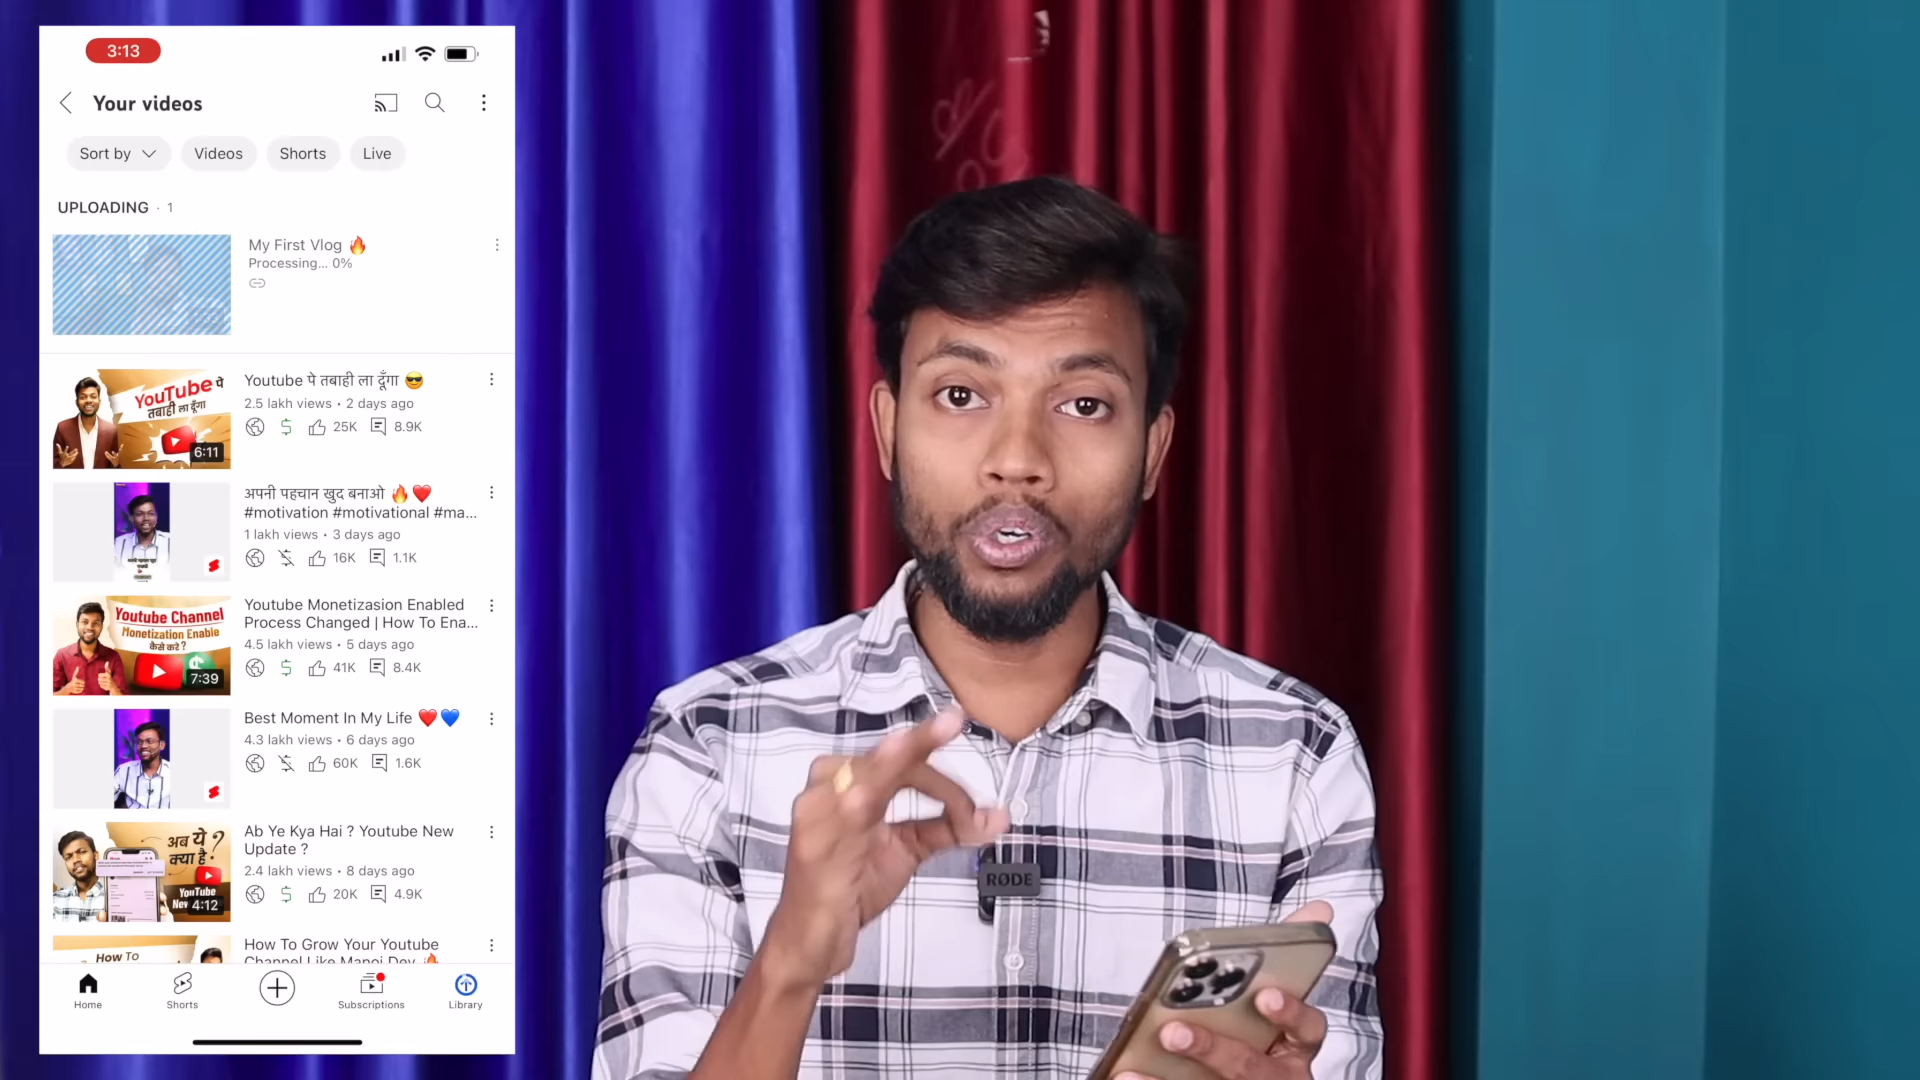 3:13
Your videos
Sort by
Videos
Shorts
Live
UPLOADING · 1
My First Vlog 🔥
Processing... 0%
YouTube पे
तबाही ला दूँगा
6:11
Youtube पे तबाही ला दूँगा 😎
2.5 lakh views • 2 days ago
25K
8.9K
अपनी पहचान खुद बनाओ 🔥❤️
#motivation #motivational #ma...
1 lakh views • 3 days ago
16K
1.1K
Youtube Channel
Monetization Enable
कैसे करे ?
7:39
Youtube Monetizasion Enabled
Process Changed | How To Ena...
4.5 lakh views • 5 days ago
41K
8.4K
Best Moment In My Life ❤️💙
4.3 lakh views • 6 days ago
60K
1.6K
अब ये ?
क्या है
YouTube
New
4:12
Ab Ye Kya Hai ? Youtube New
Update ?
2.4 lakh views • 8 days ago
20K
4.9K
How To
How To Grow Your Youtube
Channel Like Manoj Dey 🔥
Home
Shorts
Subscriptions
Library
RØDE